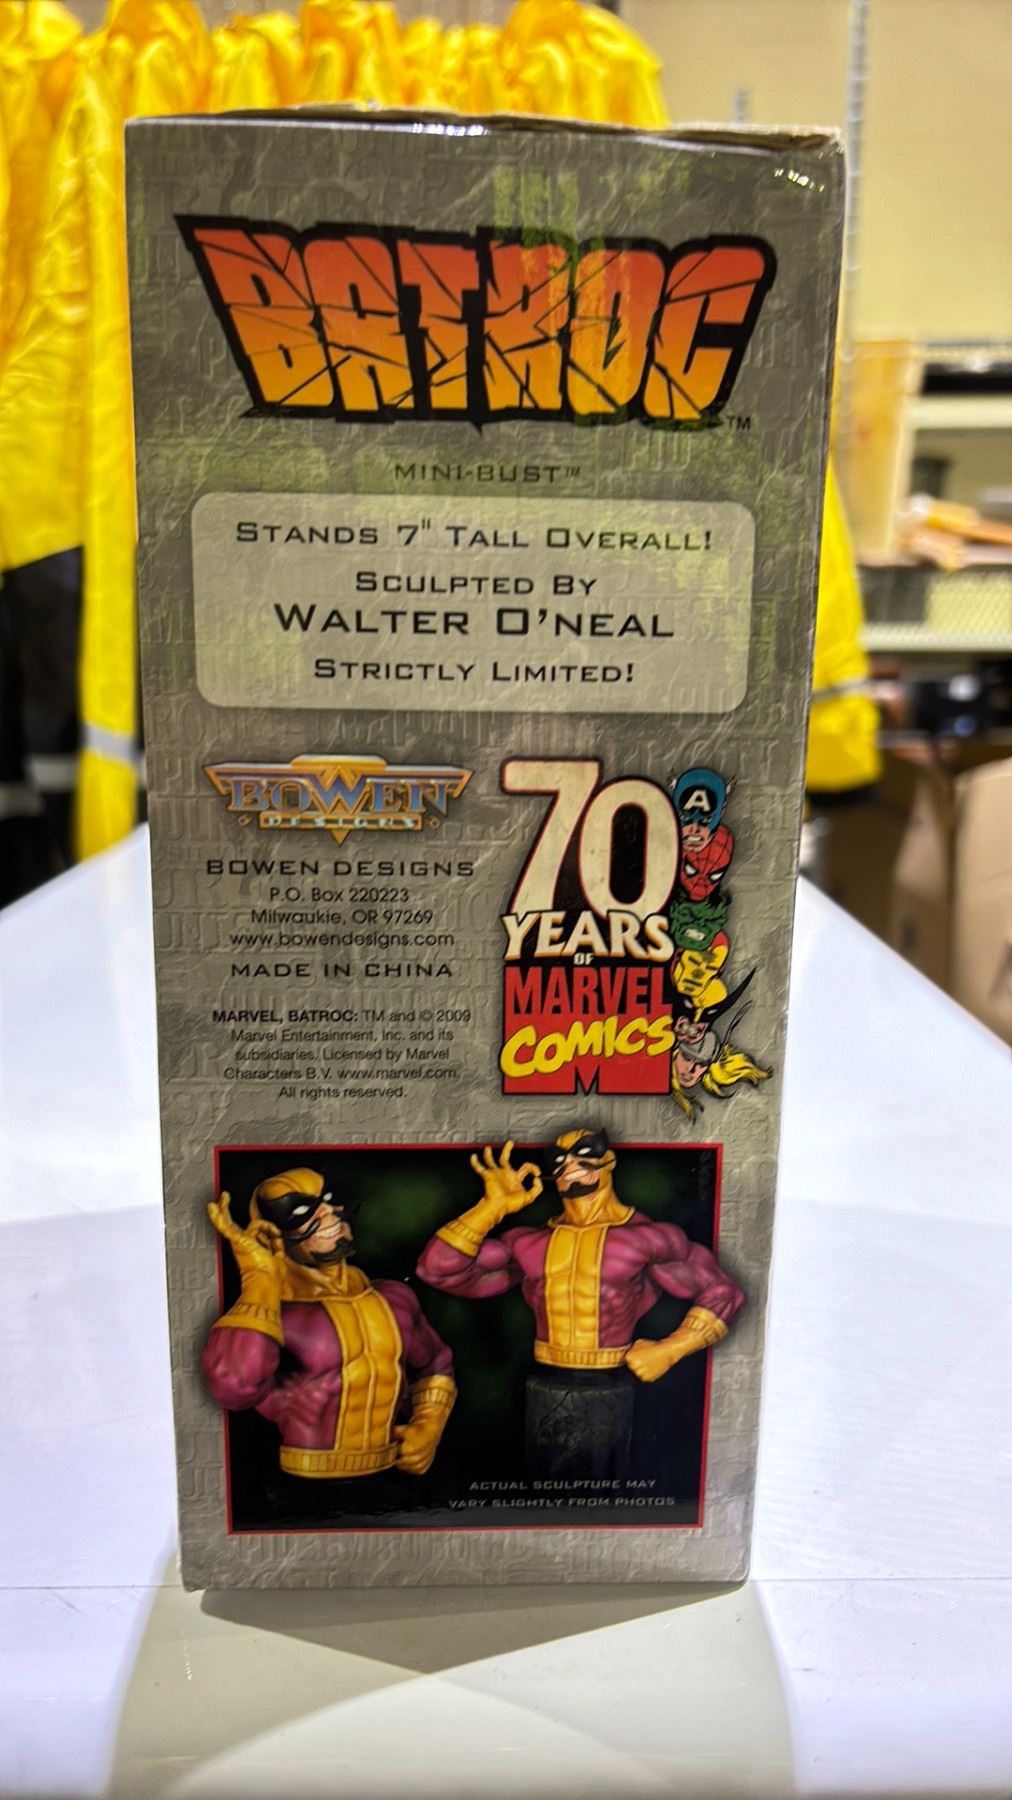 BATROC™
MINI-BUST™
STANDS 7" TALL OVERALL!
SCULPTED BY
WALTER O'NEAL
STRICTLY LIMITED!
BOWEN
DESIGNS
BOWEN DESIGNS
P.O. Box 220223
Milwaukie, OR 97269
www.bowendesigns.com
MADE IN CHINA
MARVEL, BATROC: TM and © 2009
Marvel Entertainment, Inc. and its
subsidiaries. Licensed by Marvel
Characters B.V. www.marvel.com.
All rights reserved.
70
YEARS
OF
MARVEL
COMICS
M
A
ACTUAL SCULPTURE MAY
VARY SLIGHTLY FROM PHOTOS